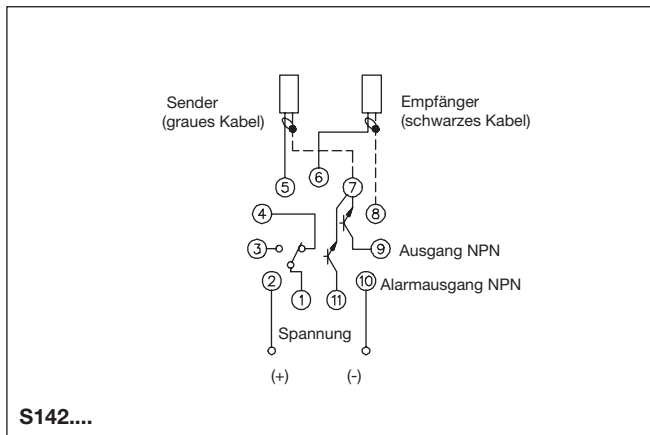 Sender
(graues Kabel)
Empfänger
(schwarzes Kabel)
5
6
7
8
4
3
9 Ausgang NPN
2
1
11
10 Alarmausgang NPN
Spannung
(+)
(-)
S142....